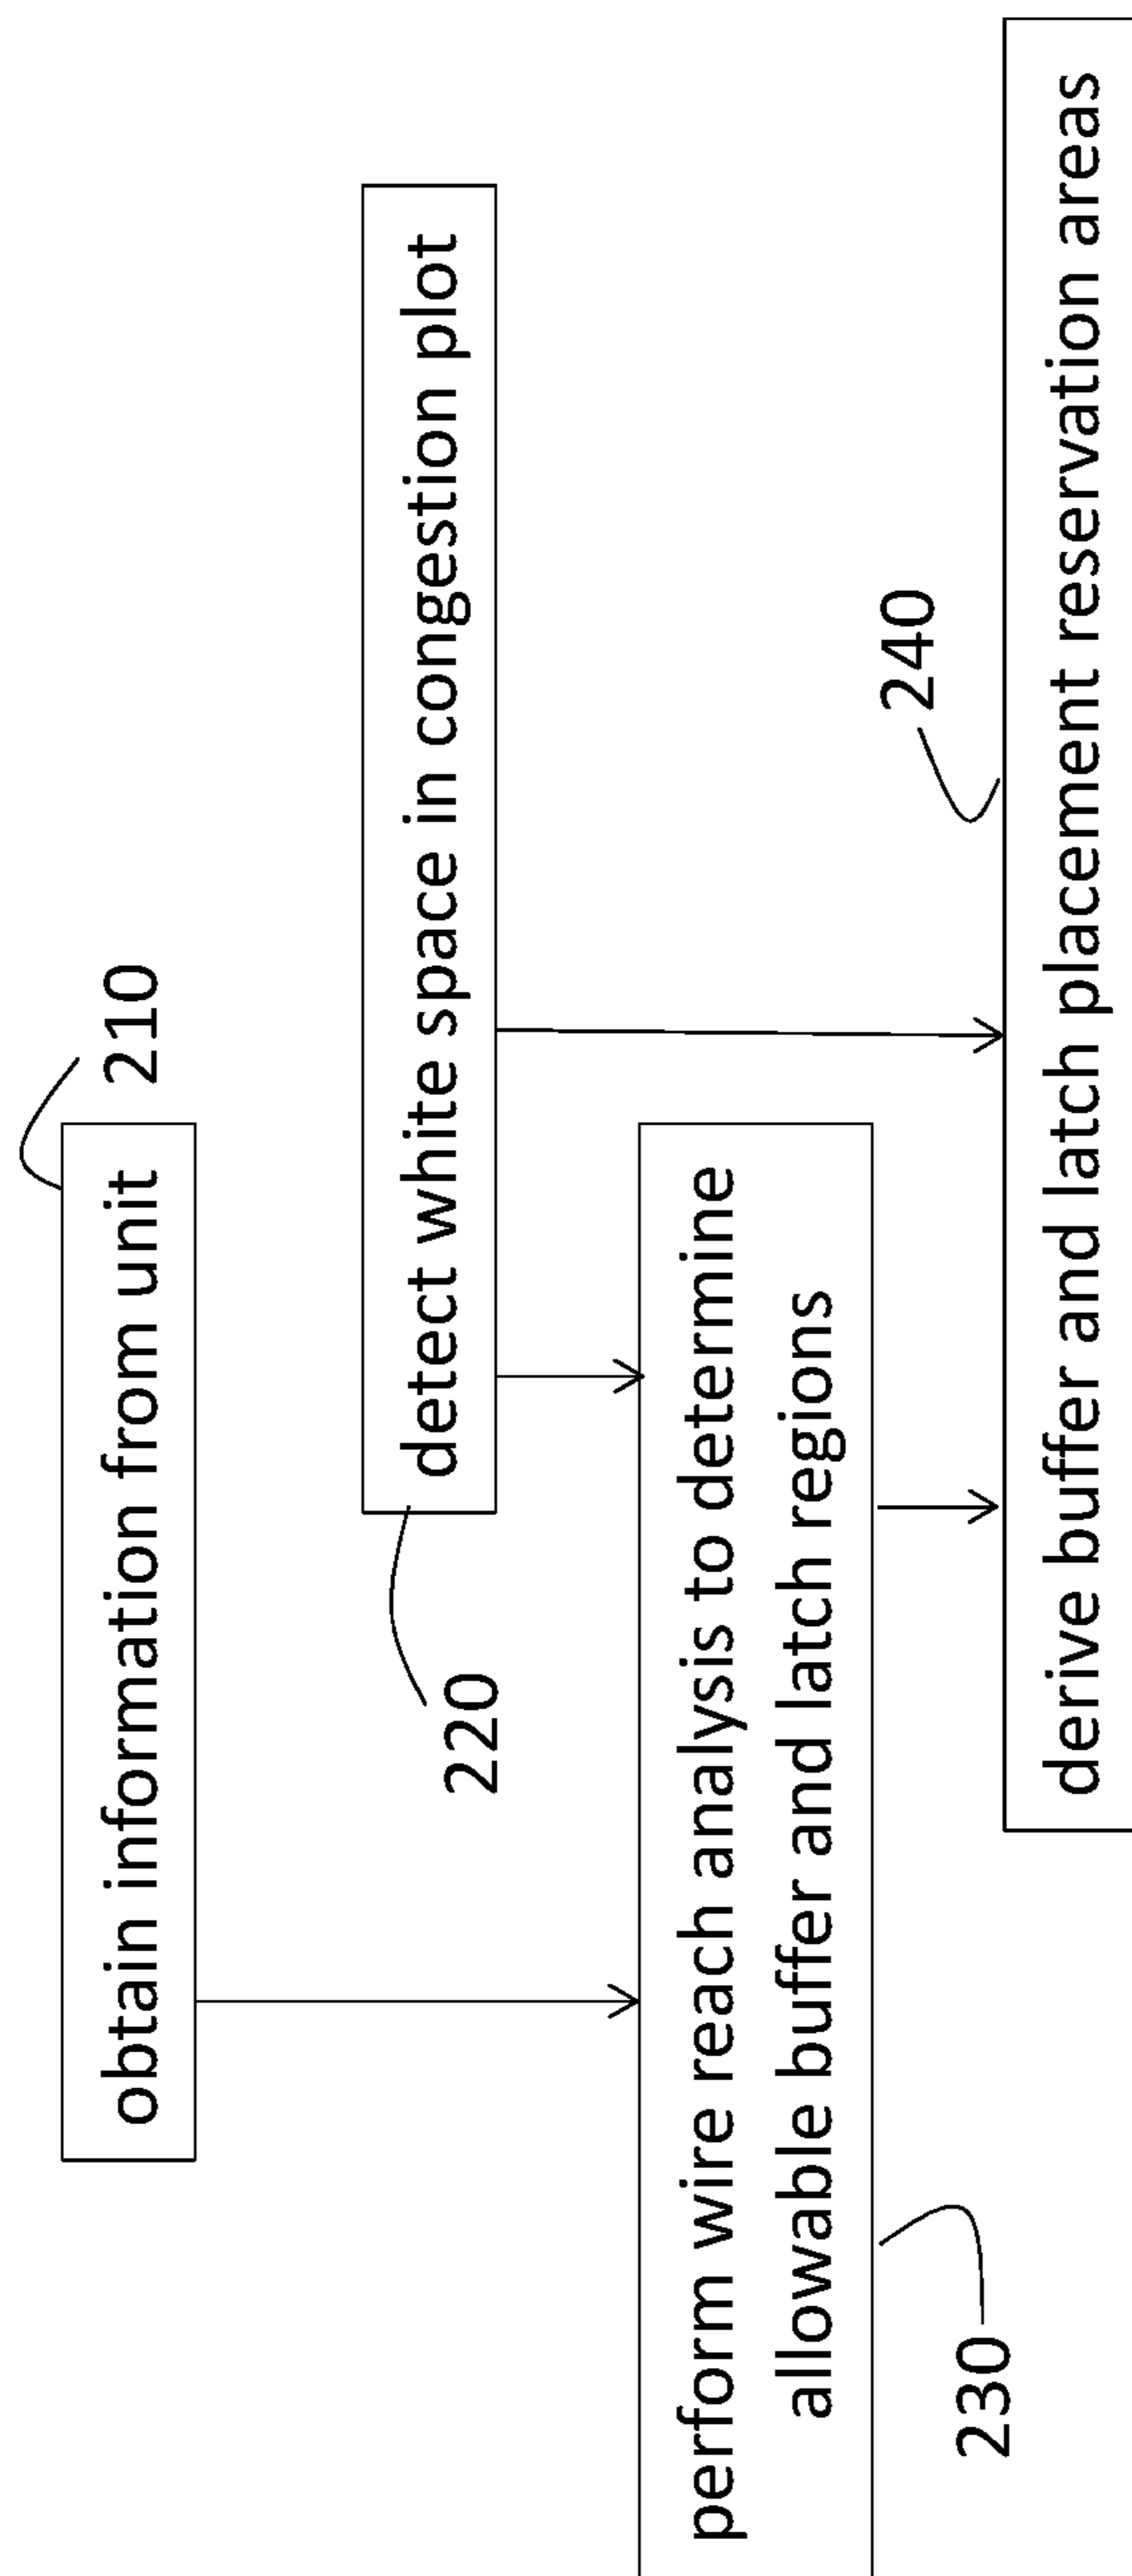 obtain information from unit
210
detect white space in congestion plot
220
perform wire reach analysis to determine
allowable buffer and latch regions
230
240
derive buffer and latch placement reservation areas